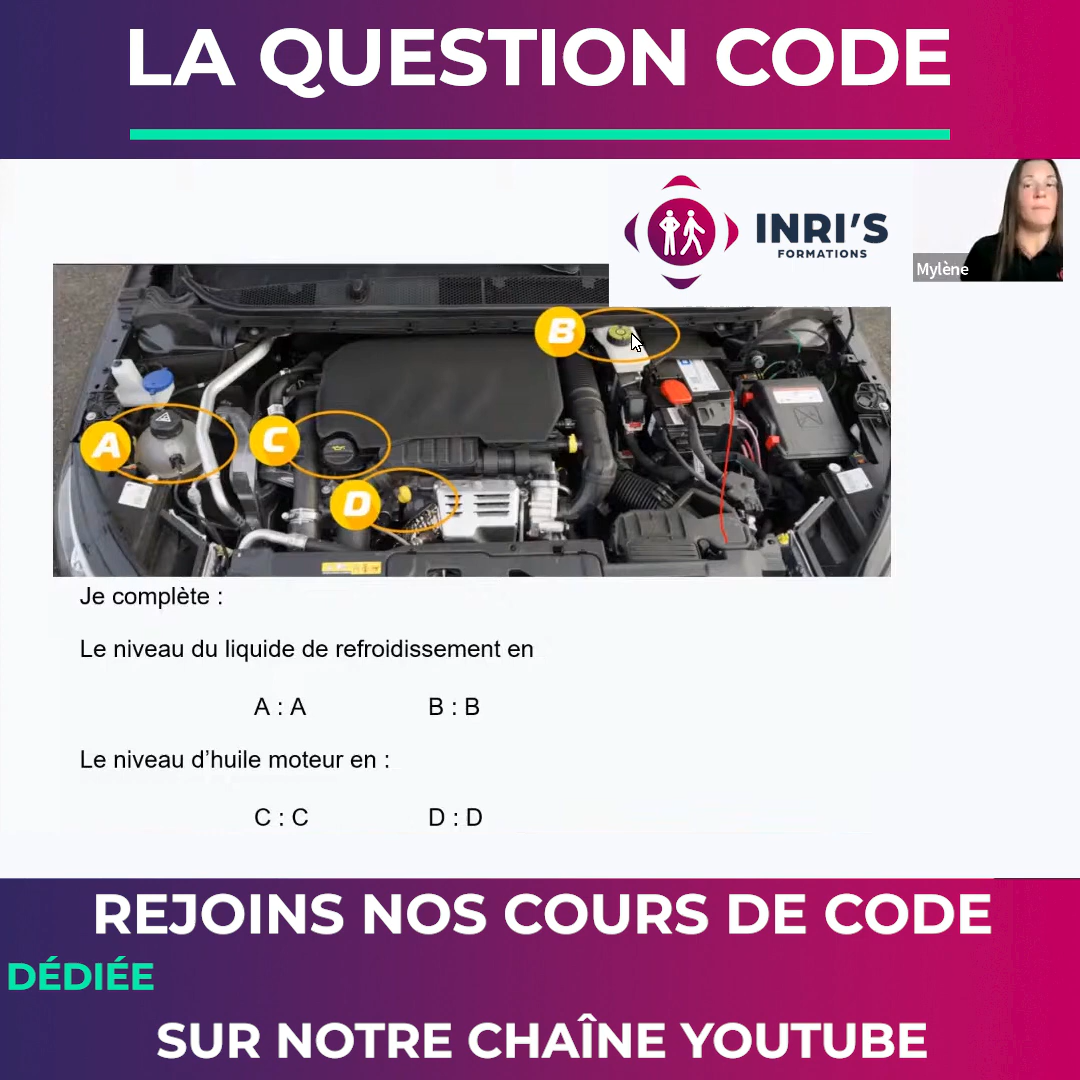 LA QUESTION CODE
INRI'S
FORMATIONS
Mylène
B
A
C
D
Je complète :
Le niveau du liquide de refroidissement en
A : A B : B
Le niveau d'huile moteur en :
C : C D : D
REJOINS NOS COURS DE CODE
DÉDIÉE
SUR NOTRE CHAÎNE YOUTUBE